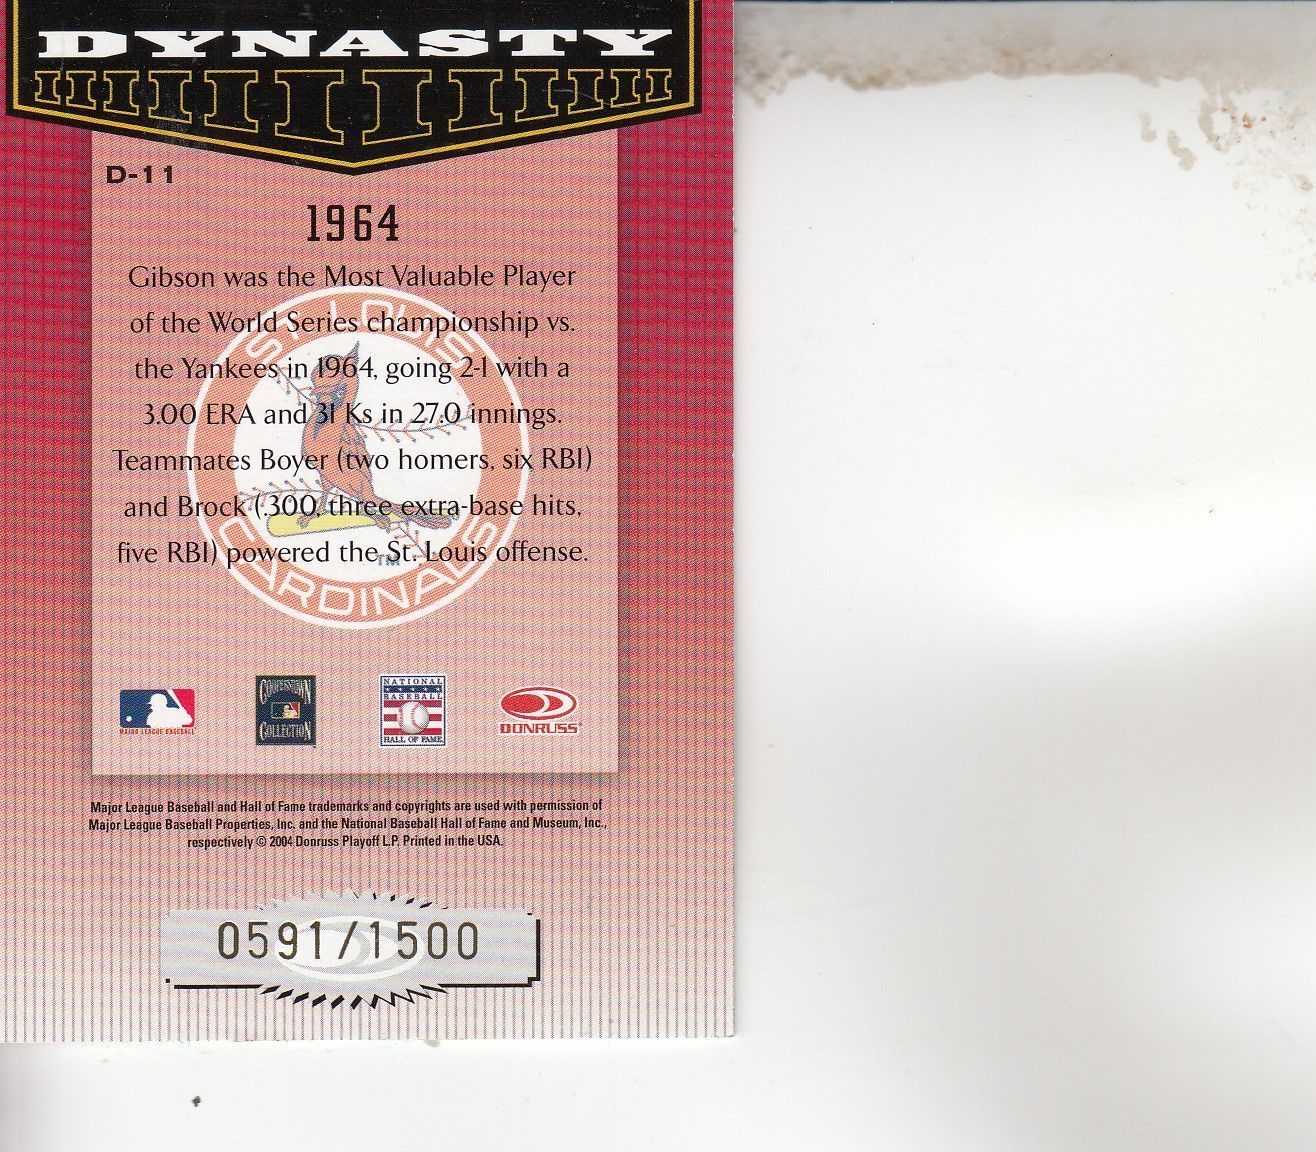 DYNASTY
D-11
1964
Gibson was the Most Valuable Player
of the World Series championship vs.
the Yankees in 1964, going 2-1 with a
3.00 ERA and 31 Ks in 27.0 innings.
Teammates Boyer (two homers, six RBI)
and Brock (.300, three extra-base hits,
five RBI) powered the St. Louis offense.
ST. LOUIS
CARDINALS
TM
MAJOR LEAGUE BASEBALL
COOPERSTOWN
COLLECTION
NATIONAL
BASEBALL
HALL OF FAME
DONRUSS
Major League Baseball and Hall of Fame trademarks and copyrights are used with permission of
Major League Baseball Properties, Inc. and the National Baseball Hall of Fame and Museum, Inc.,
respectively © 2004 Donruss Playoff L.P. Printed in the USA.
0591/1500